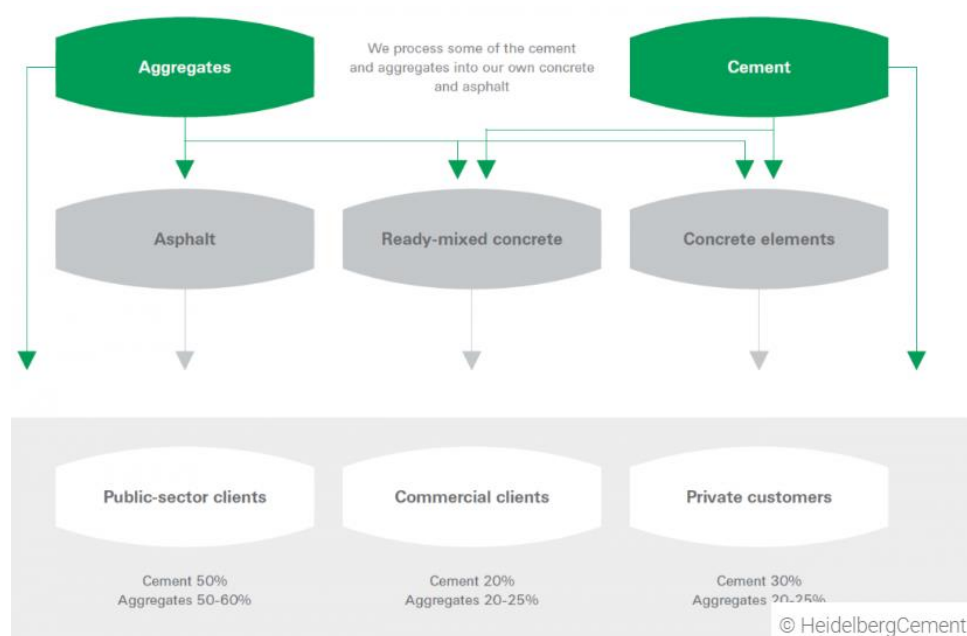 Aggregates
We process some of the cement
and aggregates into our own concrete
and asphalt
Cement
Asphalt
Ready-mixed concrete
Concrete elements
Public-sector clients
Commercial clients
Private customers
Cement 50%
Aggregates 50-60%
Cement 20%
Aggregates 20-25%
Cement 30%
Aggregates 20-25%
© HeidelbergCement